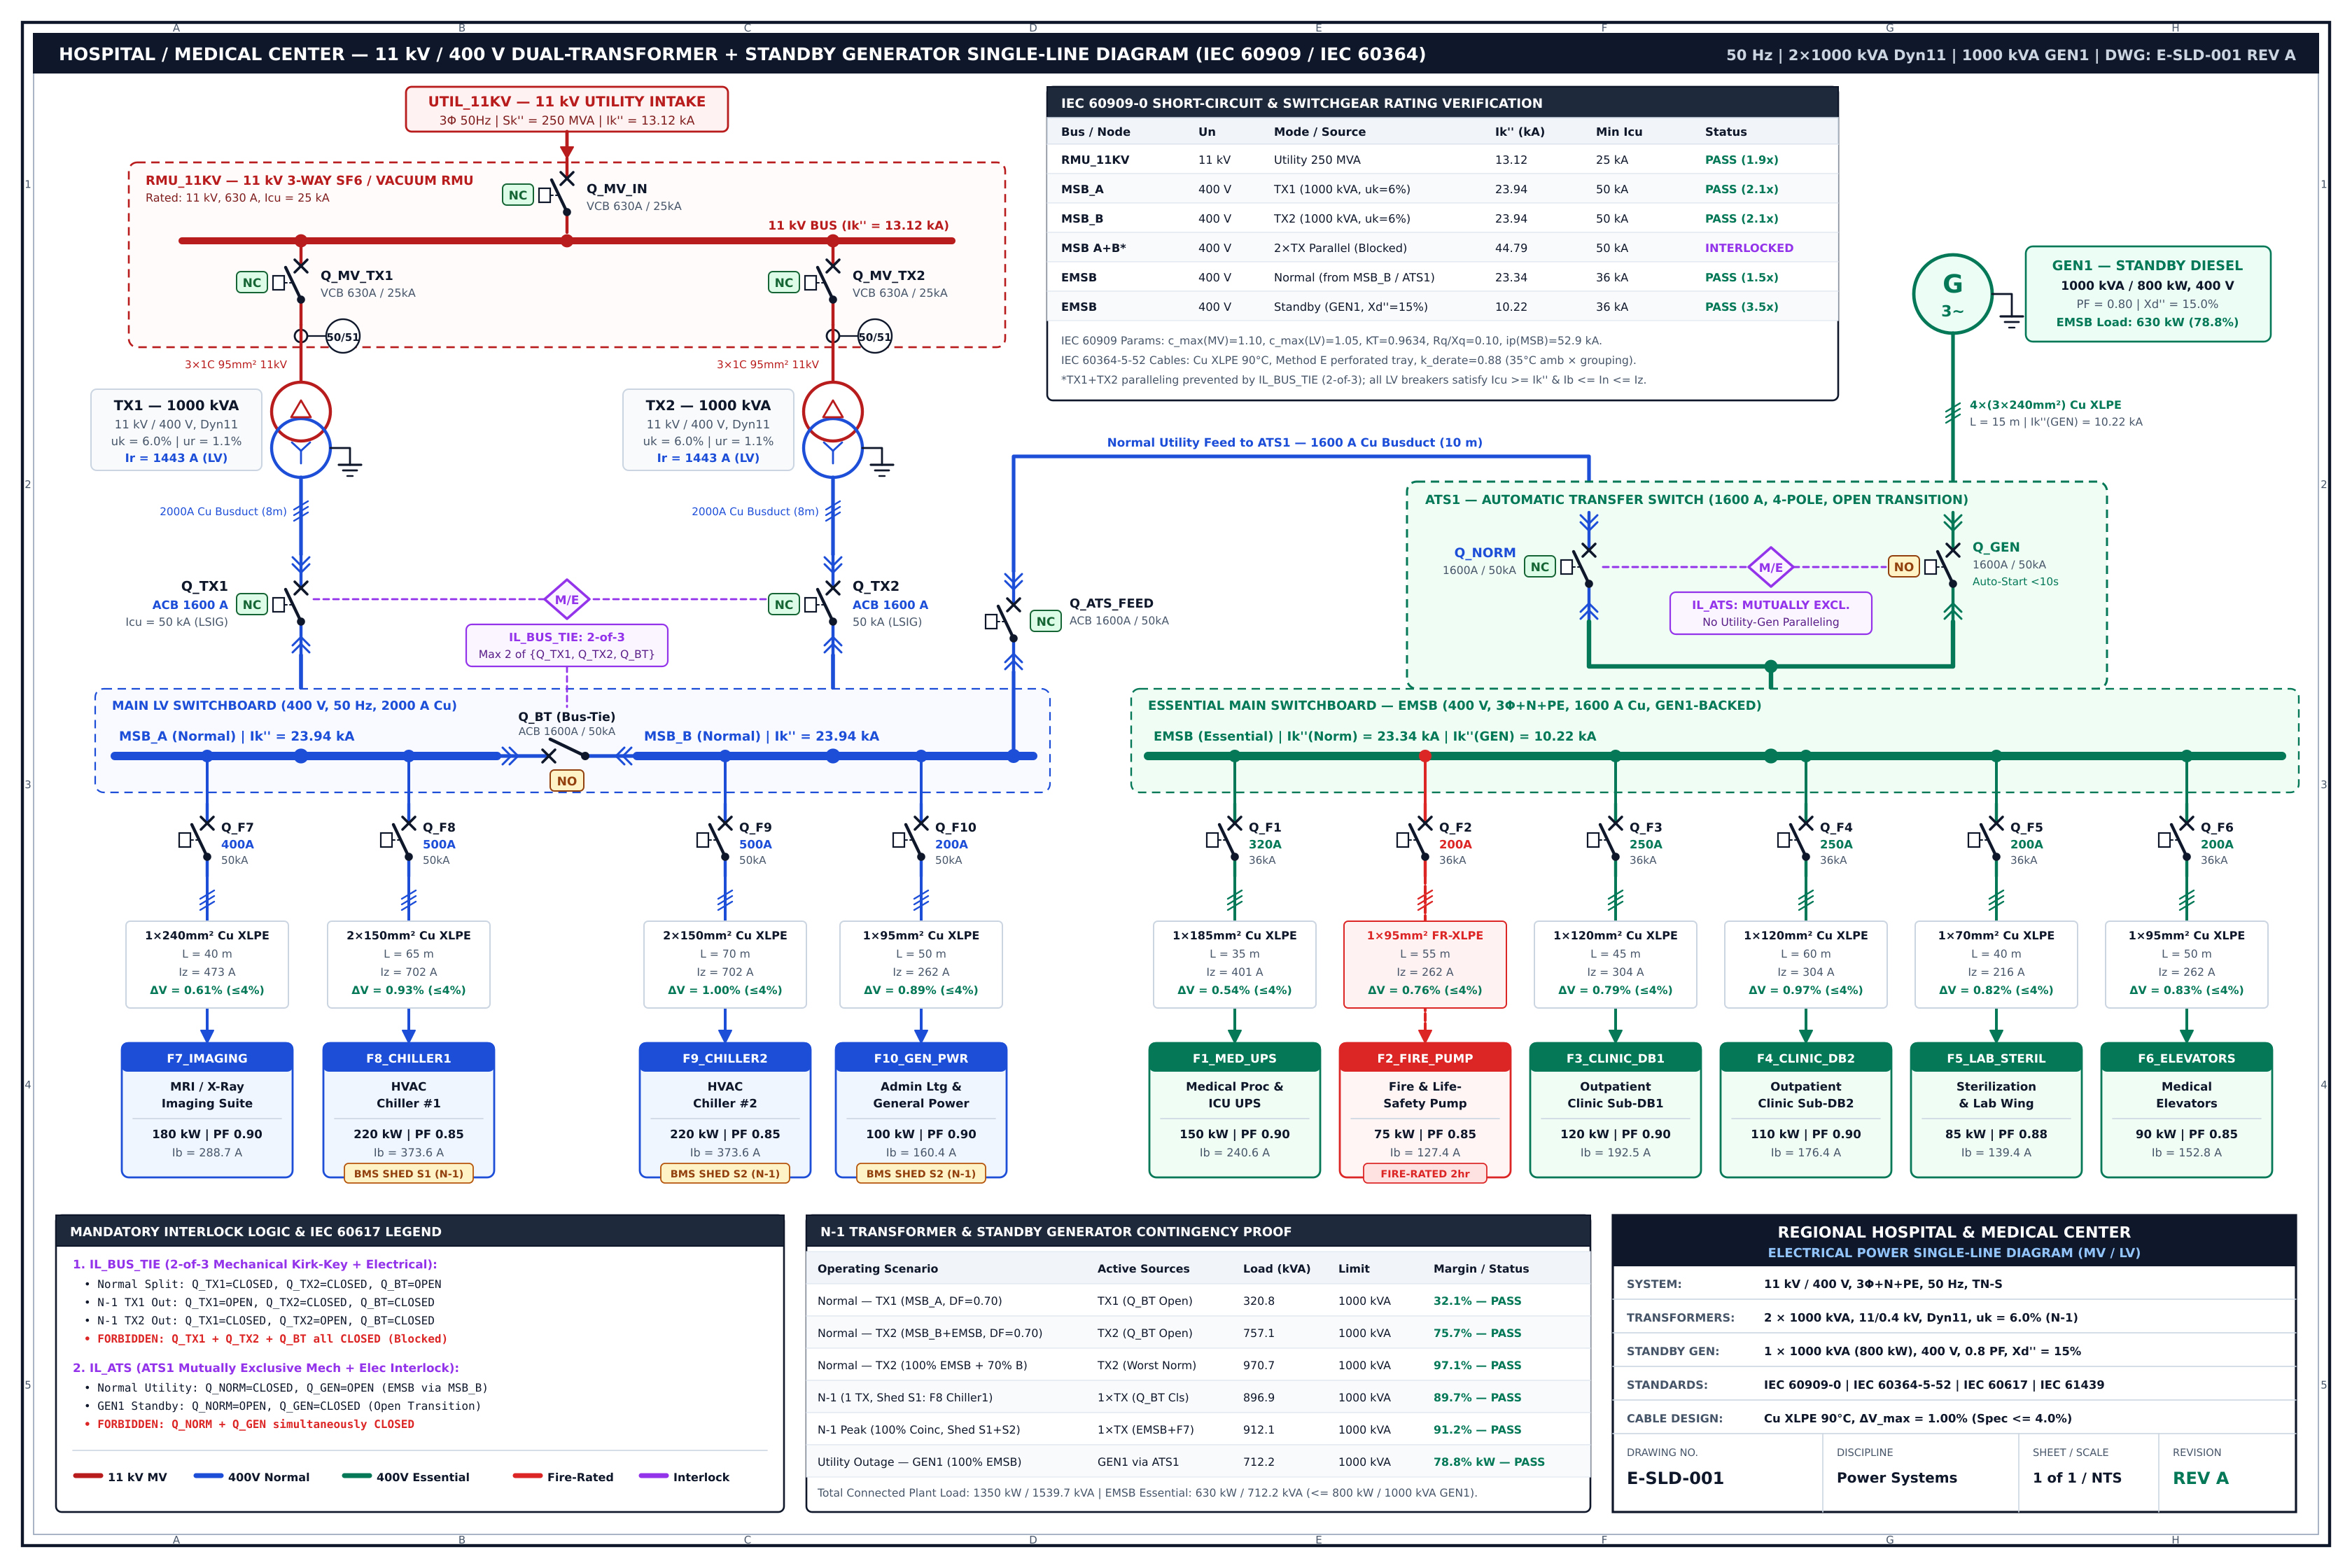 A B C D E F G H
HOSPITAL / MEDICAL CENTER — 11 kV / 400 V DUAL-TRANSFORMER + STANDBY GENERATOR SINGLE-LINE DIAGRAM (IEC 60909 / IEC 60364)
50 Hz | 2×1000 kVA Dyn11 | 1000 kVA GEN1 | DWG: E-SLD-001 REV A
UTIL_11KV — 11 kV UTILITY INTAKE
3Φ 50Hz | Sk'' = 250 MVA | Ik'' = 13.12 kA
RMU_11KV — 11 kV 3-WAY SF6 / VACUUM RMU
Rated: 11 kV, 630 A, Icu = 25 kA
NC
Q_MV_IN
VCB 630A / 25kA
11 kV BUS (Ik'' = 13.12 kA)
NC
Q_MV_TX1
VCB 630A / 25kA
50/51
3×1C 95mm² 11kV
NC
Q_MV_TX2
VCB 630A / 25kA
50/51
3×1C 95mm² 11kV
IEC 60909-0 SHORT-CIRCUIT & SWITCHGEAR RATING VERIFICATION
Bus / Node Un Mode / Source Ik'' (kA) Min Icu Status
RMU_11KV 11 kV Utility 250 MVA 13.12 25 kA PASS (1.9x)
MSB_A 400 V TX1 (1000 kVA, uk=6%) 23.94 50 kA PASS (2.1x)
MSB_B 400 V TX2 (1000 kVA, uk=6%) 23.94 50 kA PASS (2.1x)
MSB A+B* 400 V 2×TX Parallel (Blocked) 44.79 50 kA INTERLOCKED
EMSB 400 V Normal (from MSB_B / ATS1) 23.34 36 kA PASS (1.5x)
EMSB 400 V Standby (GEN1, Xd''=15%) 10.22 36 kA PASS (3.5x)
IEC 60909 Params: c_max(MV)=1.10, c_max(LV)=1.05, KT=0.9634, Rq/Xq=0.10, ip(MSB)=52.9 kA.
IEC 60364-5-52 Cables: Cu XLPE 90°C, Method E perforated tray, k_derate=0.88 (35°C amb × grouping).
*TX1+TX2 paralleling prevented by IL_BUS_TIE (2-of-3); all LV breakers satisfy Icu >= Ik'' & Ib <= In <= Iz.
G
3~
GEN1 — STANDBY DIESEL
1000 kVA / 800 kW, 400 V
PF = 0.80 | Xd'' = 15.0%
EMSB Load: 630 kW (78.8%)
4×(3×240mm²) Cu XLPE
L = 15 m | Ik''(GEN) = 10.22 kA
TX1 — 1000 kVA
11 kV / 400 V, Dyn11
uk = 6.0% | ur = 1.1%
Ir = 1443 A (LV)
TX2 — 1000 kVA
11 kV / 400 V, Dyn11
uk = 6.0% | ur = 1.1%
Ir = 1443 A (LV)
2000A Cu Busduct (8m)
2000A Cu Busduct (8m)
Normal Utility Feed to ATS1 — 1600 A Cu Busduct (10 m)
ATS1 — AUTOMATIC TRANSFER SWITCH (1600 A, 4-POLE, OPEN TRANSITION)
Q_NORM
1600A / 50kA
NC
M/E
NO
Q_GEN
1600A / 50kA
Auto-Start <10s
IL_ATS: MUTUALLY EXCL.
No Utility-Gen Paralleling
Q_TX1
ACB 1600 A
Icu = 50 kA (LSIG)
NC
M/E
IL_BUS_TIE: 2-of-3
Max 2 of {Q_TX1, Q_TX2, Q_BT}
NC
Q_TX2
ACB 1600 A
50 kA (LSIG)
NC
Q_ATS_FEED
ACB 1600A / 50kA
MAIN LV SWITCHBOARD (400 V, 50 Hz, 2000 A Cu)
MSB_A (Normal) | Ik'' = 23.94 kA
Q_BT (Bus-Tie)
ACB 1600A / 50kA
NO
MSB_B (Normal) | Ik'' = 23.94 kA
ESSENTIAL MAIN SWITCHBOARD — EMSB (400 V, 3Φ+N+PE, 1600 A Cu, GEN1-BACKED)
EMSB (Essential) | Ik''(Norm) = 23.34 kA | Ik''(GEN) = 10.22 kA
Q_F7
400A
50kA
Q_F8
500A
50kA
Q_F9
500A
50kA
Q_F10
200A
50kA
Q_F1
320A
36kA
Q_F2
200A
36kA
Q_F3
250A
36kA
Q_F4
250A
36kA
Q_F5
200A
36kA
Q_F6
200A
36kA
1×240mm² Cu XLPE
L = 40 m
Iz = 473 A
ΔV = 0.61% (≤4%)
2×150mm² Cu XLPE
L = 65 m
Iz = 702 A
ΔV = 0.93% (≤4%)
2×150mm² Cu XLPE
L = 70 m
Iz = 702 A
ΔV = 1.00% (≤4%)
1×95mm² Cu XLPE
L = 50 m
Iz = 262 A
ΔV = 0.89% (≤4%)
1×185mm² Cu XLPE
L = 35 m
Iz = 401 A
ΔV = 0.54% (≤4%)
1×95mm² FR-XLPE
L = 55 m
Iz = 262 A
ΔV = 0.76% (≤4%)
1×120mm² Cu XLPE
L = 45 m
Iz = 304 A
ΔV = 0.79% (≤4%)
1×120mm² Cu XLPE
L = 60 m
Iz = 304 A
ΔV = 0.97% (≤4%)
1×70mm² Cu XLPE
L = 40 m
Iz = 216 A
ΔV = 0.82% (≤4%)
1×95mm² Cu XLPE
L = 50 m
Iz = 262 A
ΔV = 0.83% (≤4%)
F7_IMAGING
MRI / X-Ray
Imaging Suite
180 kW | PF 0.90
Ib = 288.7 A
F8_CHILLER1
HVAC
Chiller #1
220 kW | PF 0.85
Ib = 373.6 A
BMS SHED S1 (N-1)
F9_CHILLER2
HVAC
Chiller #2
220 kW | PF 0.85
Ib = 373.6 A
BMS SHED S2 (N-1)
F10_GEN_PWR
Admin Ltg &
General Power
100 kW | PF 0.90
Ib = 160.4 A
BMS SHED S2 (N-1)
F1_MED_UPS
Medical Proc &
ICU UPS
150 kW | PF 0.90
Ib = 240.6 A
F2_FIRE_PUMP
Fire & Life-
Safety Pump
75 kW | PF 0.85
Ib = 127.4 A
FIRE-RATED 2hr
F3_CLINIC_DB1
Outpatient
Clinic Sub-DB1
120 kW | PF 0.90
Ib = 192.5 A
F4_CLINIC_DB2
Outpatient
Clinic Sub-DB2
110 kW | PF 0.90
Ib = 176.4 A
F5_LAB_STERIL
Sterilization
& Lab Wing
85 kW | PF 0.88
Ib = 139.4 A
F6_ELEVATORS
Medical
Elevators
90 kW | PF 0.85
Ib = 152.8 A
MANDATORY INTERLOCK LOGIC & IEC 60617 LEGEND
1. IL_BUS_TIE (2-of-3 Mechanical Kirk-Key + Electrical):
• Normal Split: Q_TX1=CLOSED, Q_TX2=CLOSED, Q_BT=OPEN
• N-1 TX1 Out: Q_TX1=OPEN, Q_TX2=CLOSED, Q_BT=CLOSED
• N-1 TX2 Out: Q_TX1=CLOSED, Q_TX2=OPEN, Q_BT=CLOSED
• FORBIDDEN: Q_TX1 + Q_TX2 + Q_BT all CLOSED (Blocked)
2. IL_ATS (ATS1 Mutually Exclusive Mech + Elec Interlock):
• Normal Utility: Q_NORM=CLOSED, Q_GEN=OPEN (EMSB via MSB_B)
• GEN1 Standby: Q_NORM=OPEN, Q_GEN=CLOSED (Open Transition)
• FORBIDDEN: Q_NORM + Q_GEN simultaneously CLOSED
11 kV MV 400V Normal 400V Essential Fire-Rated Interlock
N-1 TRANSFORMER & STANDBY GENERATOR CONTINGENCY PROOF
Operating Scenario Active Sources Load (kVA) Limit Margin / Status
Normal — TX1 (MSB_A, DF=0.70) TX1 (Q_BT Open) 320.8 1000 kVA 32.1% — PASS
Normal — TX2 (MSB_B+EMSB, DF=0.70) TX2 (Q_BT Open) 757.1 1000 kVA 75.7% — PASS
Normal — TX2 (100% EMSB + 70% B) TX2 (Worst Norm) 970.7 1000 kVA 97.1% — PASS
N-1 (1 TX, Shed S1: F8 Chiller1) 1×TX (Q_BT Cls) 896.9 1000 kVA 89.7% — PASS
N-1 Peak (100% Coinc, Shed S1+S2) 1×TX (EMSB+F7) 912.1 1000 kVA 91.2% — PASS
Utility Outage — GEN1 (100% EMSB) GEN1 via ATS1 712.2 1000 kVA 78.8% kW — PASS
Total Connected Plant Load: 1350 kW / 1539.7 kVA | EMSB Essential: 630 kW / 712.2 kVA (<= 800 kW / 1000 kVA GEN1).
REGIONAL HOSPITAL & MEDICAL CENTER
ELECTRICAL POWER SINGLE-LINE DIAGRAM (MV / LV)
SYSTEM: 11 kV / 400 V, 3Φ+N+PE, 50 Hz, TN-S
TRANSFORMERS: 2 × 1000 kVA, 11/0.4 kV, Dyn11, uk = 6.0% (N-1)
STANDBY GEN: 1 × 1000 kVA (800 kW), 400 V, 0.8 PF, Xd'' = 15%
STANDARDS: IEC 60909-0 | IEC 60364-5-52 | IEC 60617 | IEC 61439
CABLE DESIGN: Cu XLPE 90°C, ΔV_max = 1.00% (Spec <= 4.0%)
DRAWING NO. DISCIPLINE SHEET / SCALE REVISION
E-SLD-001 Power Systems 1 of 1 / NTS REV A
1 1
2 2
3 3
4 4
5 5
A B C D E F G H